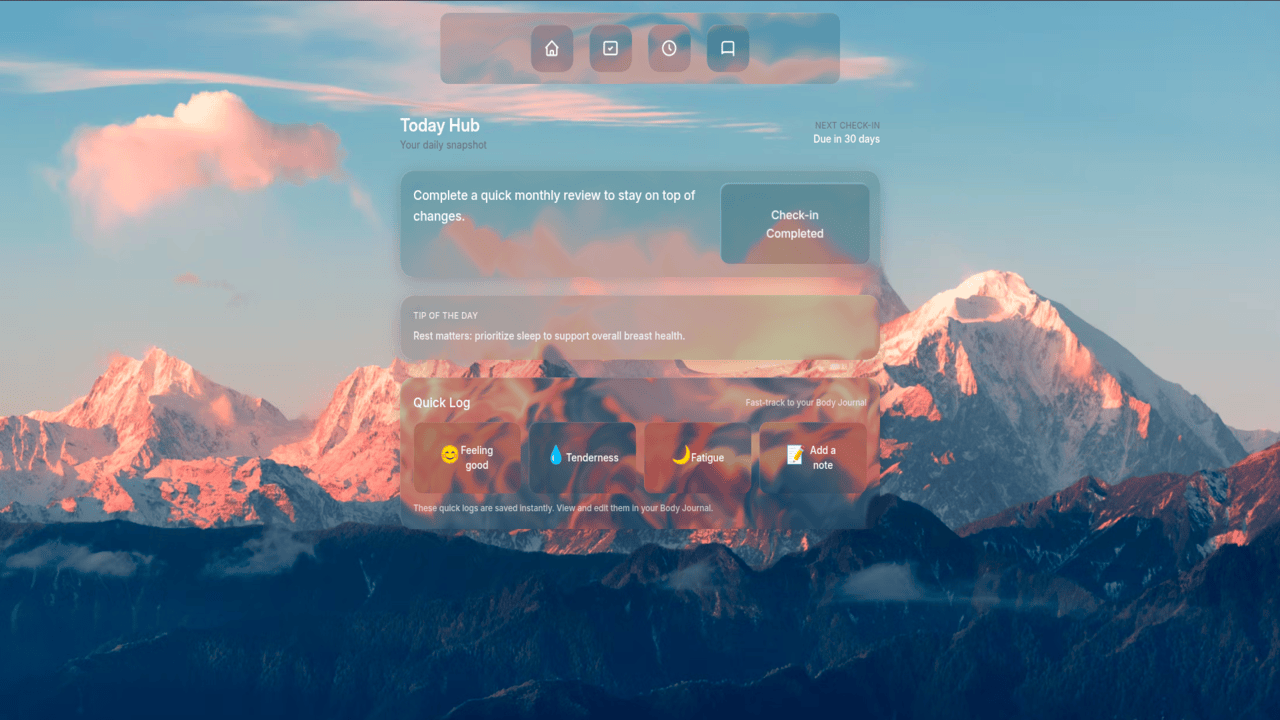 Today Hub
Your daily snapshot
NEXT CHECK-IN
Due in 30 days
Complete a quick monthly review to stay on top of
changes.
Check-in
Completed
TIP OF THE DAY
Rest matters: prioritize sleep to support overall breast health.
Quick Log
Fast-track to your Body Journal
😊 Feeling
good
💧 Tenderness
🌙 Fatigue
📝 Add a
note
These quick logs are saved instantly. View and edit them in your Body Journal.